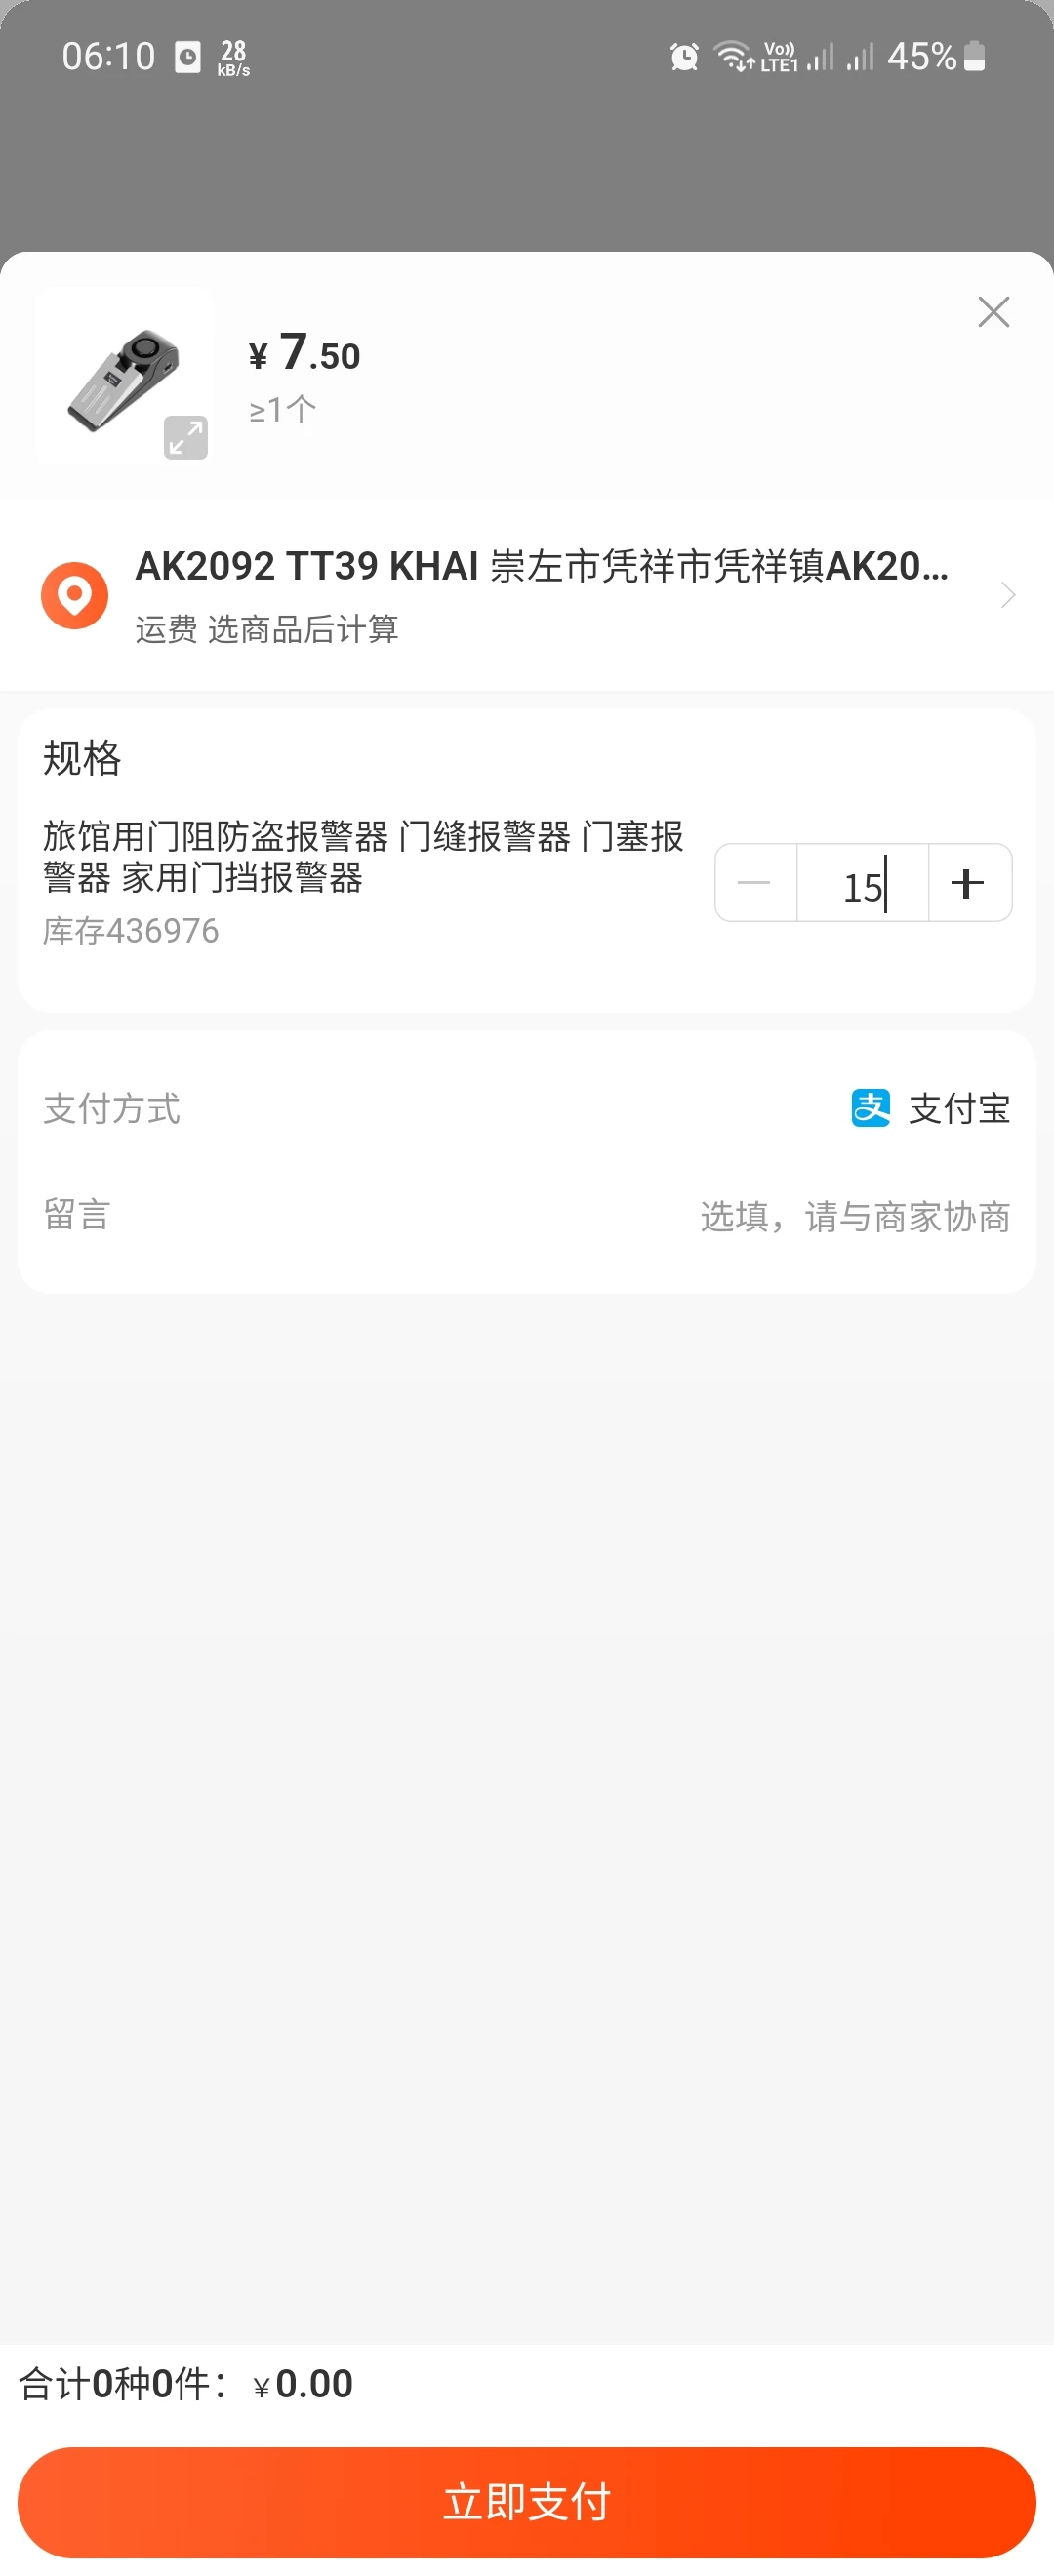 06:10 28 kB/s Vo)) LTE1 45%
¥ 7.50
≥1个
AK2092 TT39 KHAI 崇左市凭祥市凭祥镇AK20...
运费 选商品后计算
规格
旅馆用门阻防盗报警器 门缝报警器 门塞报
警器 家用门挡报警器
15
库存436976
支付方式 支 支付宝
留言 选填，请与商家协商
合计0种0件：¥0.00
立即支付